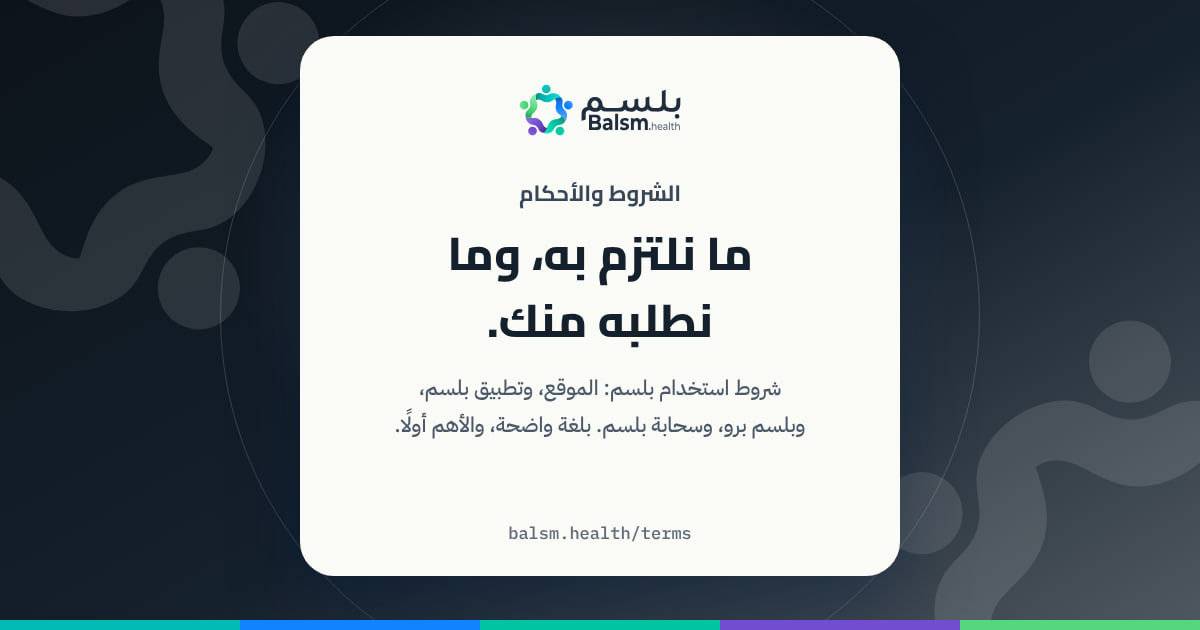 بلسم
Balsm.health
الشروط والأحكام
ما نلتزم به، وما
نطلبه منك.
شروط استخدام بلسم: الموقع، وتطبيق بلسم،
وبلسم برو، وسحابة بلسم. بلغة واضحة، والأهم أولًا.
balsm.health/terms